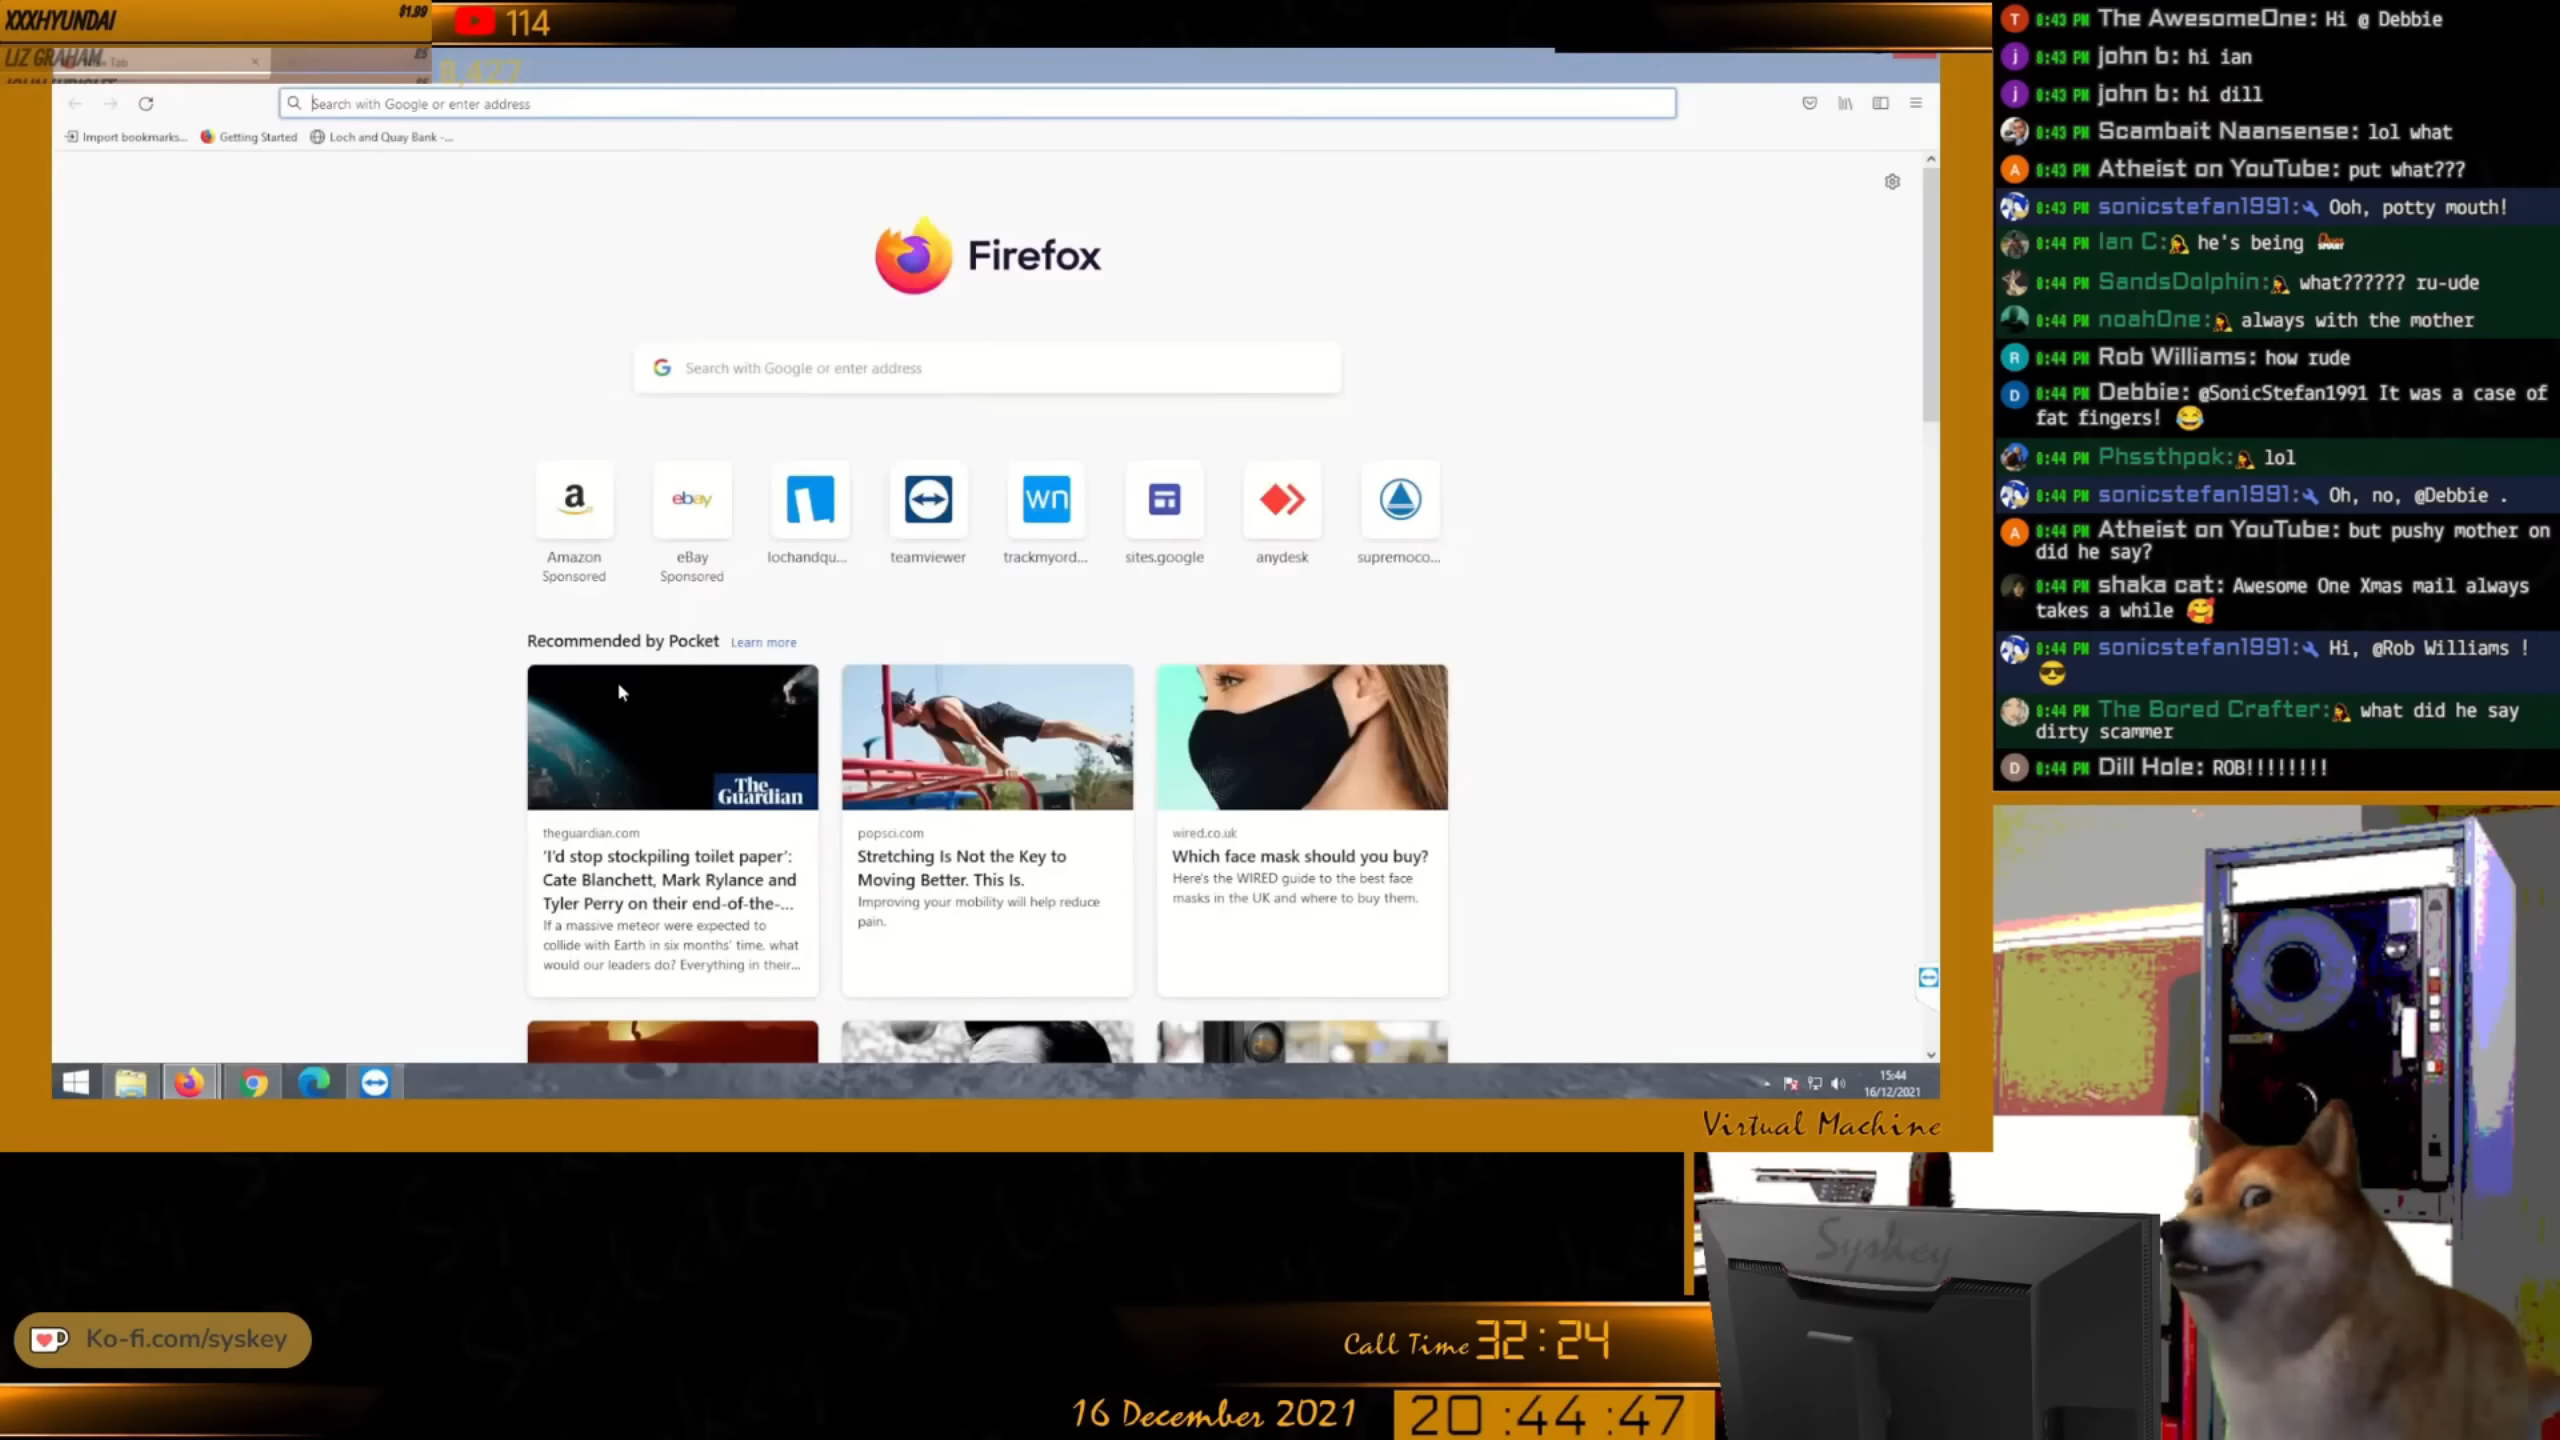 XXXHYUNDAI
$1.99
LIZ GRAHAM
$5
114
8,427
Tab
Search with Google or enter address
Import bookmarks...
Getting Started
Loch and Quay Bank -...
Firefox
Search with Google or enter address
a
ebay
wn
Amazon
Sponsored
eBay
Sponsored
lochandqu...
teamviewer
trackmyord...
sites.google
anydesk
supremoco...
Recommended by Pocket Learn more
The
Guardian
theguardian.com
'I'd stop stockpiling toilet paper':
Cate Blanchett, Mark Rylance and
Tyler Perry on their end-of-the-...
If a massive meteor were expected to
collide with Earth in six months' time, what
would our leaders do? Everything in their...
popsci.com
Stretching Is Not the Key to
Moving Better. This Is.
Improving your mobility will help reduce
pain.
wired.co.uk
Which face mask should you buy?
Here's the WIRED guide to the best face
masks in the UK and where to buy them.
15:44
16/12/2021
Virtual Machine
T 8:43 PM The AwesomeOne: Hi @ Debbie
j 8:43 PM john b: hi ian
j 8:43 PM john b: hi dill
8:43 PM Scambait Naansense: lol what
A 8:43 PM Atheist on YouTube: put what???
8:43 PM sonicstefan1991: Ooh, potty mouth!
8:44 PM Ian C: he's being
8:44 PM SandsDolphin: what?????? ru-ude
8:44 PM noahOne: always with the mother
R 8:44 PM Rob Williams: how rude
D 8:44 PM Debbie: @SonicStefan1991 It was a case of
fat fingers! 😂
8:44 PM Phssthpok: lol
8:44 PM sonicstefan1991: Oh, no, @Debbie .
A 8:44 PM Atheist on YouTube: but pushy mother on
did he say?
8:44 PM shaka cat: Awesome One Xmas mail always
takes a while 🥰
8:44 PM sonicstefan1991: Hi, @Rob Williams !
😎
8:44 PM The Bored Crafter: what did he say
dirty scammer
D 8:44 PM Dill Hole: ROB!!!!!!!!
Syskey
Ko-fi.com/syskey
Call Time 32:24
16 December 2021
20:44:47